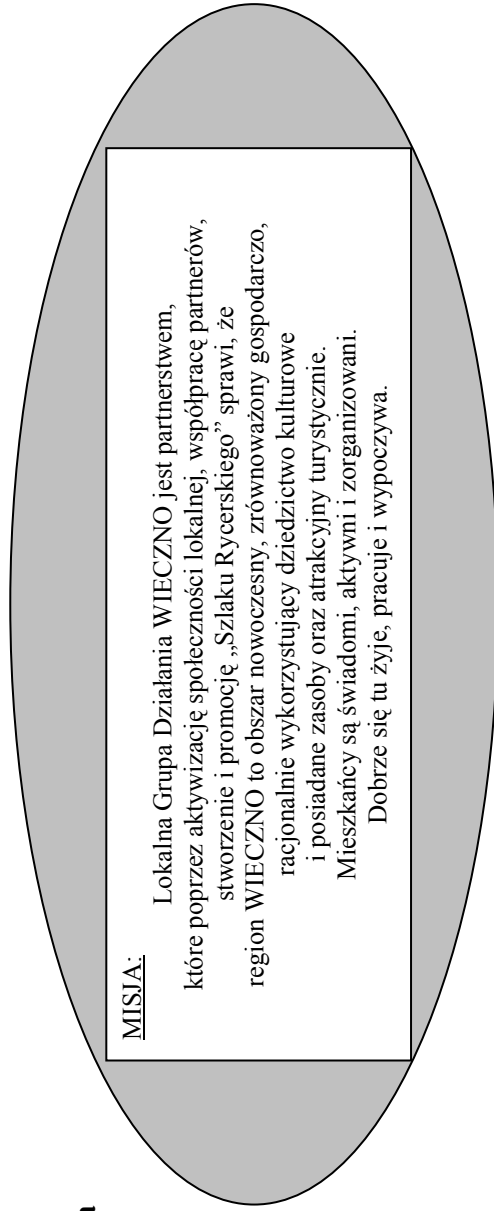 MISJA:
Lokalna Grupa Działania WIECZNO jest partnerstwem,
które poprzez aktywizację społeczności lokalnej, współpracę partnerów,
stworzenie i promocję „Szlaku Rycerskiego” sprawi, że
region WIECZNO to obszar nowoczesny, zrównoważony gospodarczo,
racjonalnie wykorzystujący dziedzictwo kulturowe
i posiadane zasoby oraz atrakcyjny turystycznie.
Mieszkańcy są świadomi, aktywni i zorganizowani.
Dobrze się tu żyje, pracuje i wypoczywa.